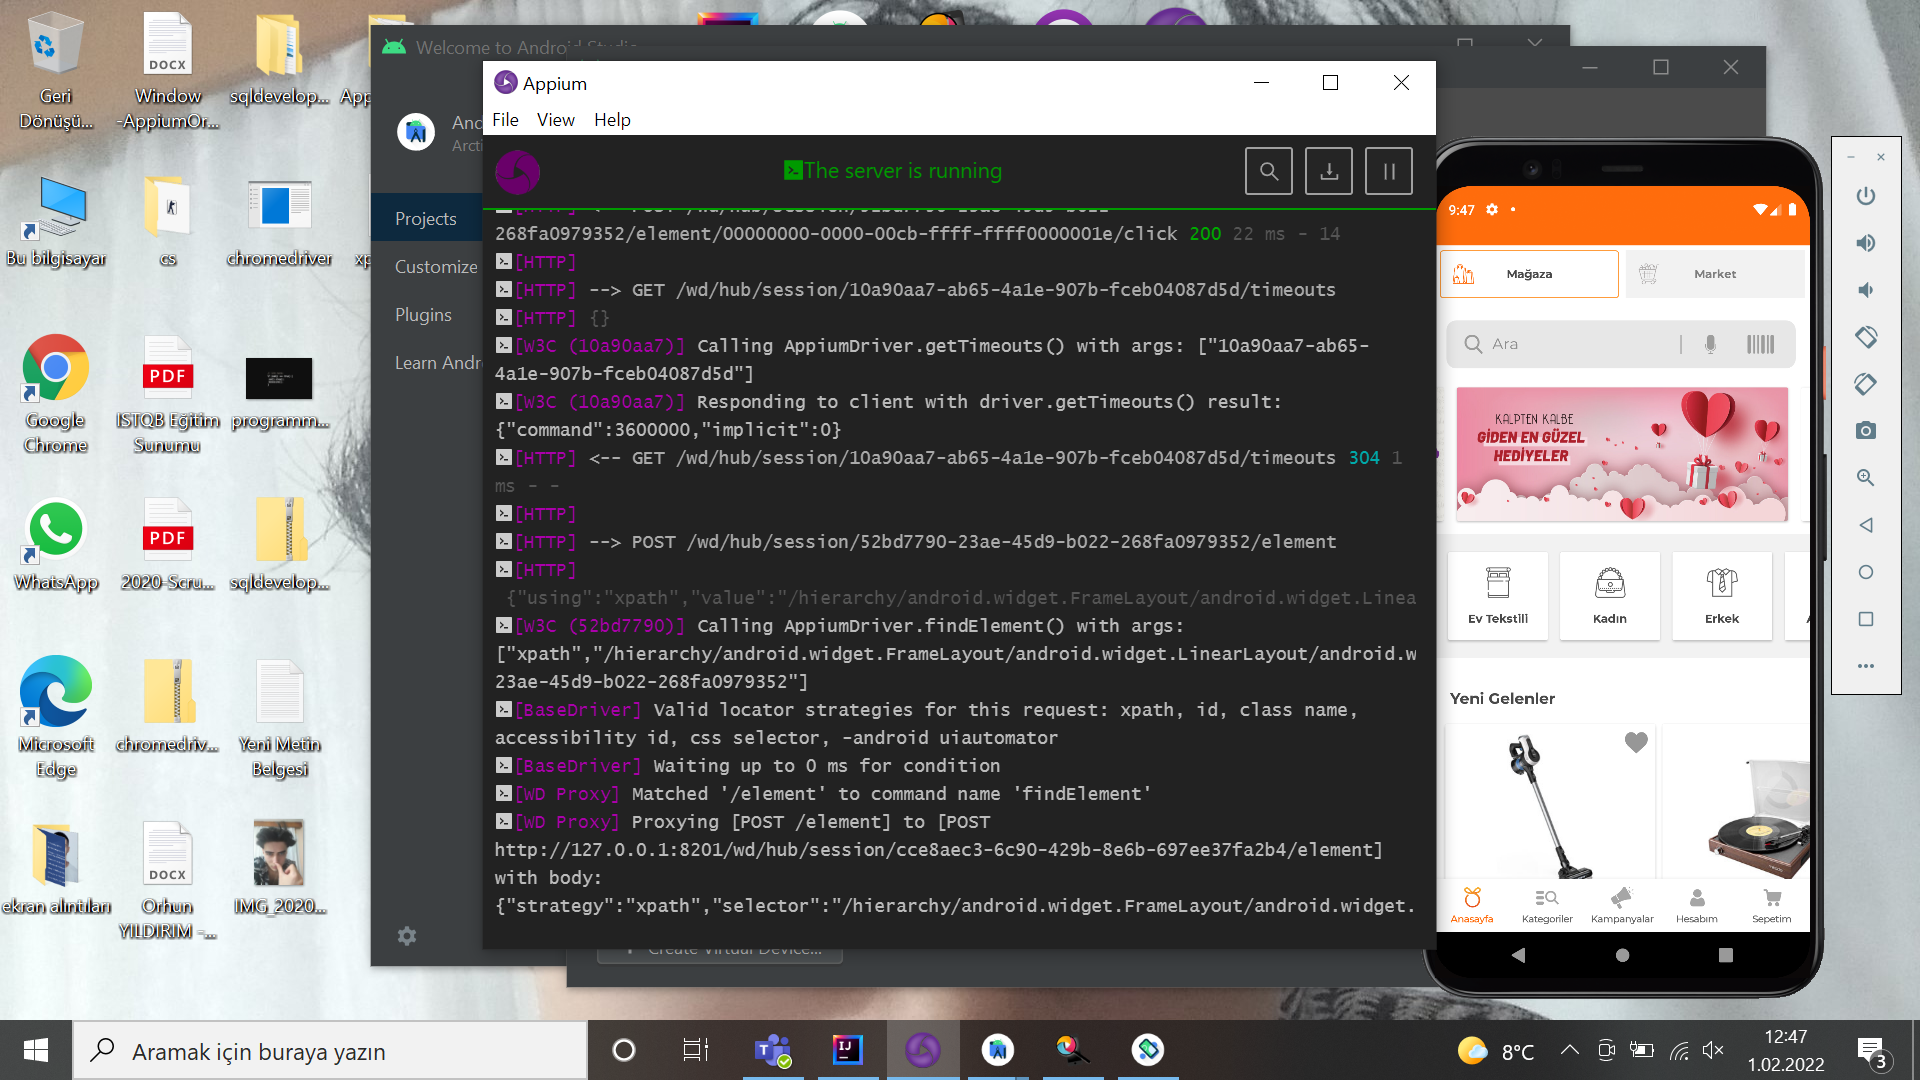 Geri
Dönüşü...
Window
-AppiumOr...
sqldevelop...
App
Bu bilgisayar
cs
chromedriver
xp
Google
Chrome
ISTQB Eğitim
Sunumu
programm...
WhatsApp
2020-Scru...
sqldevelop...
Microsoft
Edge
chromedriv...
Yeni Metin
Belgesi
ekran alıntıları
Orhun
YILDIRIM -...
IMG_2020...
DOCX
PDF
PDF
DOCX
Welcome to Android Studio
And
Arcti
Projects
Customize
Plugins
Learn Andr
Create Virtual Device...
Appium
File View Help
The server is running
268fa0979352/element/00000000-0000-00cb-ffff-ffff0000001e/click 200 22 ms - 14
[HTTP]
[HTTP] --> GET /wd/hub/session/10a90aa7-ab65-4a1e-907b-fceb04087d5d/timeouts
[HTTP] {}
[W3C (10a90aa7)] Calling AppiumDriver.getTimeouts() with args: ["10a90aa7-ab65-
4a1e-907b-fceb04087d5d"]
[W3C (10a90aa7)] Responding to client with driver.getTimeouts() result:
{"command":3600000,"implicit":0}
[HTTP] <-- GET /wd/hub/session/10a90aa7-ab65-4a1e-907b-fceb04087d5d/timeouts 304 1
ms - -
[HTTP]
[HTTP] --> POST /wd/hub/session/52bd7790-23ae-45d9-b022-268fa0979352/element
[HTTP]
{"using":"xpath","value":"/hierarchy/android.widget.FrameLayout/android.widget.Linea
[W3C (52bd7790)] Calling AppiumDriver.findElement() with args:
["xpath","/hierarchy/android.widget.FrameLayout/android.widget.LinearLayout/android.w
23ae-45d9-b022-268fa0979352"]
[BaseDriver] Valid locator strategies for this request: xpath, id, class name,
accessibility id, css selector, -android uiautomator
[BaseDriver] Waiting up to 0 ms for condition
[WD Proxy] Matched '/element' to command name 'findElement'
[WD Proxy] Proxying [POST /element] to [POST
http://127.0.0.1:8201/wd/hub/session/cce8aec3-6c90-429b-8e6b-697ee37fa2b4/element]
with body:
{"strategy":"xpath","selector":"/hierarchy/android.widget.FrameLayout/android.widget.
9:47
Mağaza
Market
Ara
KALPTEN KALBE
GİDEN EN GÜZEL
HEDİYELER
Ev Tekstili
Kadın
Erkek
Yeni Gelenler
Anasayfa
Kategoriler
Kampanyalar
Hesabım
Sepetim
Aramak için buraya yazın
IJ
8°C
12:47
1.02.2022
3